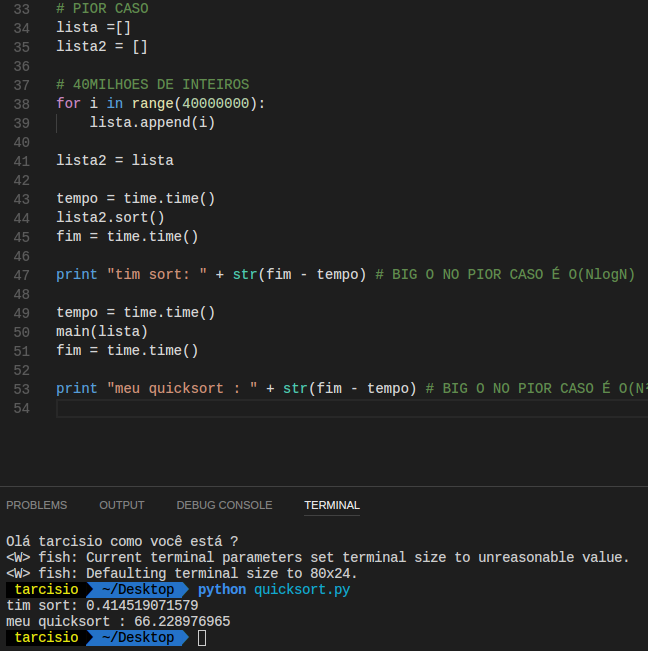 33 # PIOR CASO
34 lista =[]
35 lista2 = []
36
37 # 40MILHOES DE INTEIROS
38 for i in range(40000000):
39     lista.append(i)
40
41 lista2 = lista
42
43 tempo = time.time()
44 lista2.sort()
45 fim = time.time()
46
47 print "tim sort: " + str(fim - tempo) # BIG O NO PIOR CASO É O(NlogN)
48
49 tempo = time.time()
50 main(lista)
51 fim = time.time()
52
53 print "meu quicksort : " + str(fim - tempo) # BIG O NO PIOR CASO É O(N²
54
PROBLEMS OUTPUT DEBUG CONSOLE TERMINAL
Olá tarcisio como você está ?
<W> fish: Current terminal parameters set terminal size to unreasonable value.
<W> fish: Defaulting terminal size to 80x24.
tarcisio ~/Desktop python quicksort.py
tim sort: 0.414519071579
meu quicksort : 66.228976965
tarcisio ~/Desktop